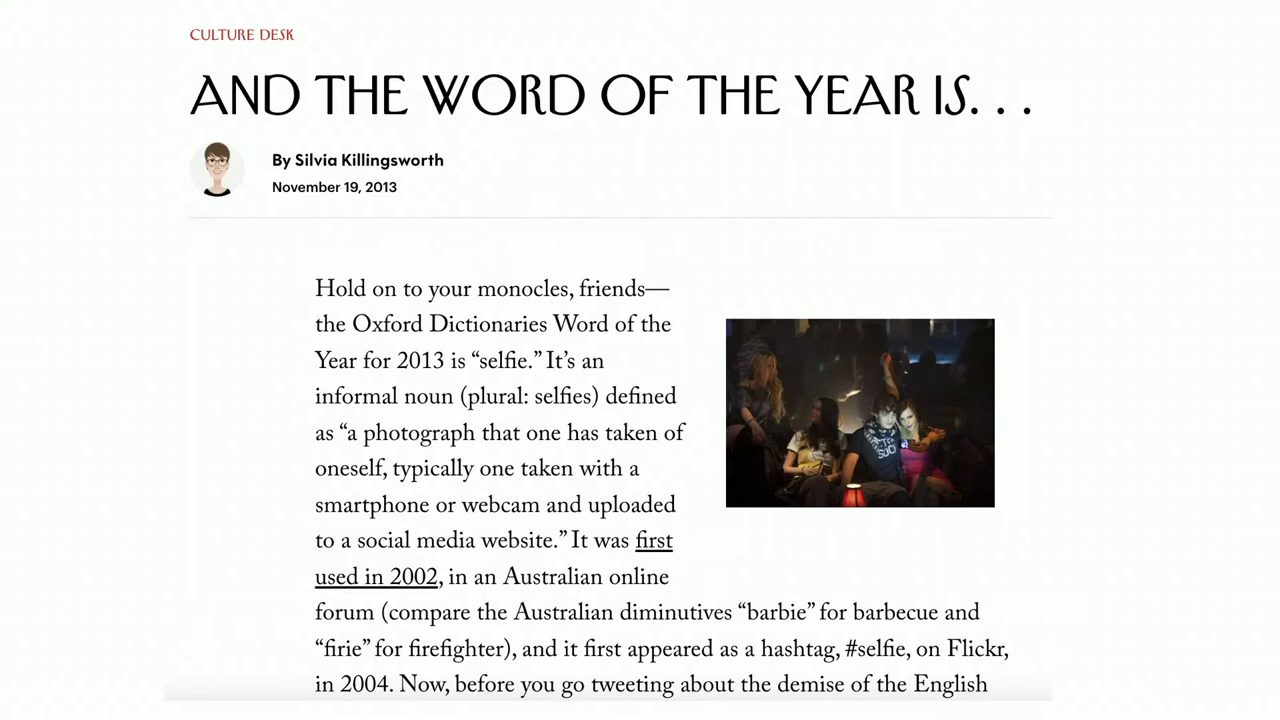 CULTURE DESK
AND THE WORD OF THE YEAR IS. . .
By Silvia Killingsworth
November 19, 2013
Hold on to your monocles, friends—
the Oxford Dictionaries Word of the
Year for 2013 is “selfie.” It’s an
informal noun (plural: selfies) defined
as “a photograph that one has taken of
oneself, typically one taken with a
smartphone or webcam and uploaded
to a social media website.” It was first
used in 2002, in an Australian online
forum (compare the Australian diminutives “barbie” for barbecue and
“firie” for firefighter), and it first appeared as a hashtag, #selfie, on Flickr,
in 2004. Now, before you go tweeting about the demise of the English